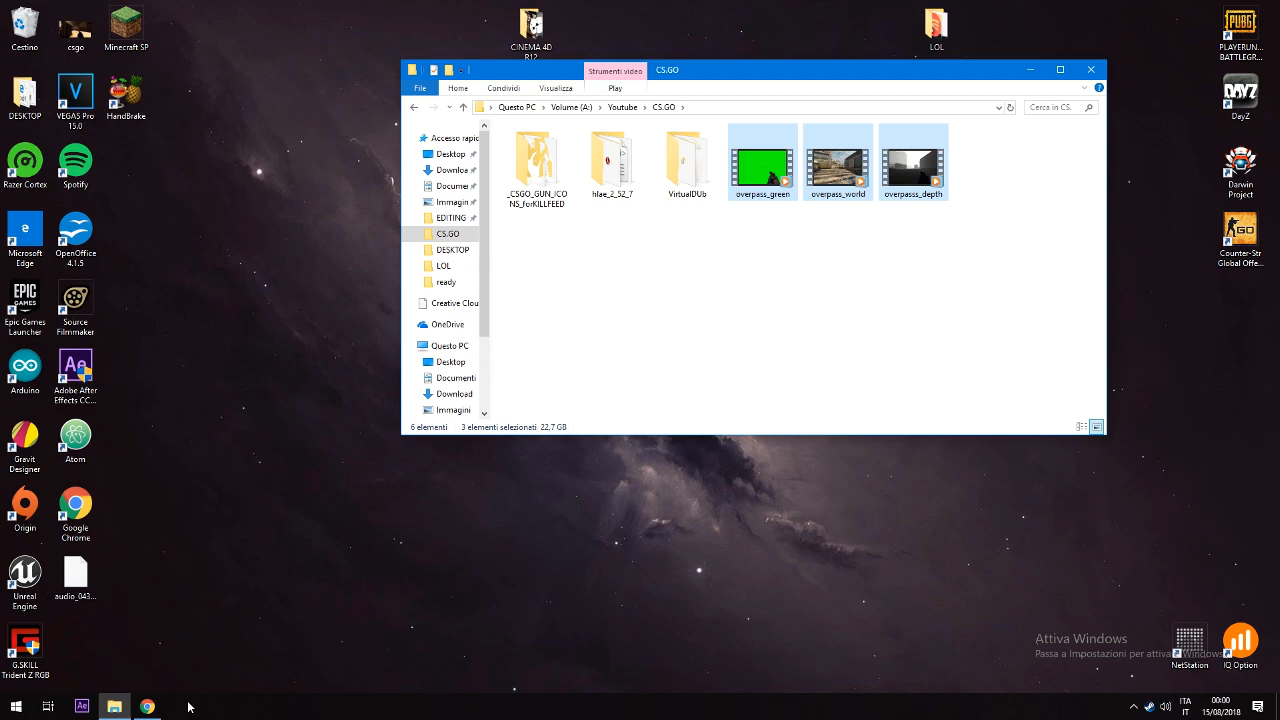 Cestino
csgo
Minecraft SP
CINEMA 4D
R12
LOL
PLAYERUN...
BATTLEGR...
DESKTOP
VEGAS Pro
15.0
HandBrake
DayZ
Razer Cortex
Spotify
Darwin
Project
Microsoft
Edge
OpenOffice
4.1.5
Counter-Str
Global Offe...
Epic Games
Launcher
Source
Filmmaker
Arduino
Adobe After
Effects CC...
Gravit
Designer
Atom
Origin
Google
Chrome
Unreal
Engine
audio_043...
G.SKILL
Trident Z RGB
NetStation
IQ Option
Strumenti video
CS.GO
File
Home
Condividi
Visualizza
Play
Questo PC
Volume (A:)
Youtube
CS.GO
Cerca in CS.
Accesso rapid
Desktop
Downloa
Docume
Immagin
EDITING
CS.GO
DESKTOP
LOL
ready
Creative Clou
OneDrive
Questo PC
Desktop
Documenti
Download
Immagini
_CSGO_GUN_ICO
NS_forKILLFEED
hlae_2_52_7
VirtualDUb
overpass_green
overpass_world
overpasss_depth
6 elementi
3 elementi selezionati 22,7 GB
Attiva Windows
Passa a Impostazioni per attivare Windows.
Ae
ITA
IT
00:00
15/08/2018